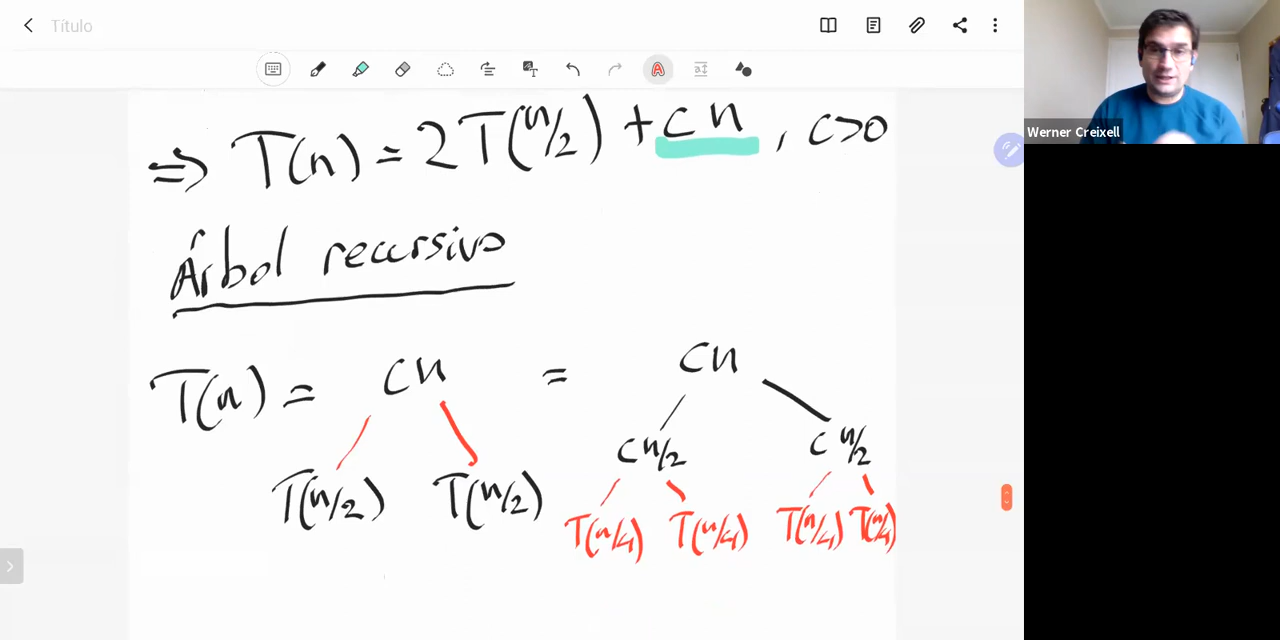 Título
Werner Creixell
⇒ T(n) = 2T(n/2) + cn , c>0
Árbol recursivo
T(n) = cn = cn
cn/2 cn/2
T(n/2) T(n/2)
T(n/4) T(n/4) T(n/4) T(n/4)